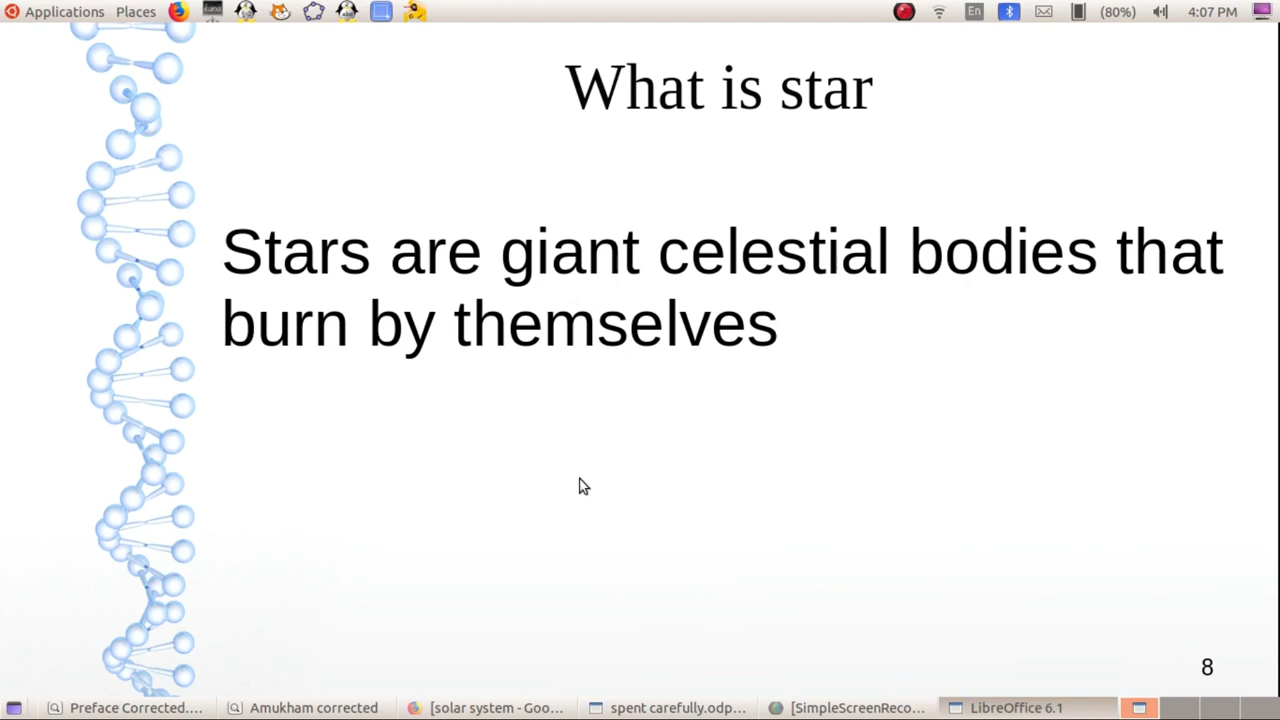 Applications Places En (80%) 4:07 PM
What is star
Stars are giant celestial bodies that
burn by themselves
8
Preface Corrected.... Amukham corrected [solar system - Goo... spent carefully.odp... [SimpleScreenReco... LibreOffice 6.1